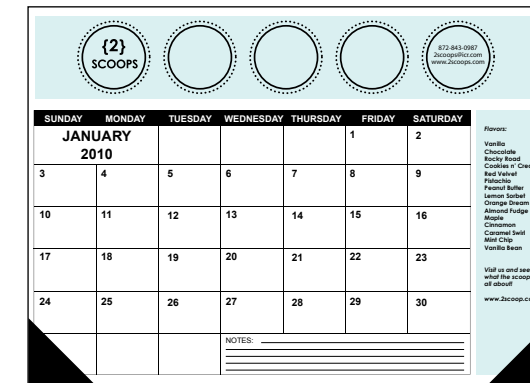 {2}
SCOOPS
872-843-0987
2scoops@icr.com
www.2scoops.com
SUNDAY MONDAY TUESDAY WEDNESDAY THURSDAY FRIDAY SATURDAY
JANUARY
2010
1 2
3 4 5 6 7 8 9
10 11 12 13 14 15 16
17 18 19 20 21 22 23
24 25 26 27 28 29 30
NOTES:
Flavors:
Vanilla
Chocolate
Rocky Road
Cookies n'
Red Velvet
Pistachio
Peanut Butter
Lemon Sorbet
Orange Dream
Almond Fudge
Maple
Cinnamon
Caramel Swirl
Mint Chip
Vanilla Bean
Visit us and see
what the scoop
all about!